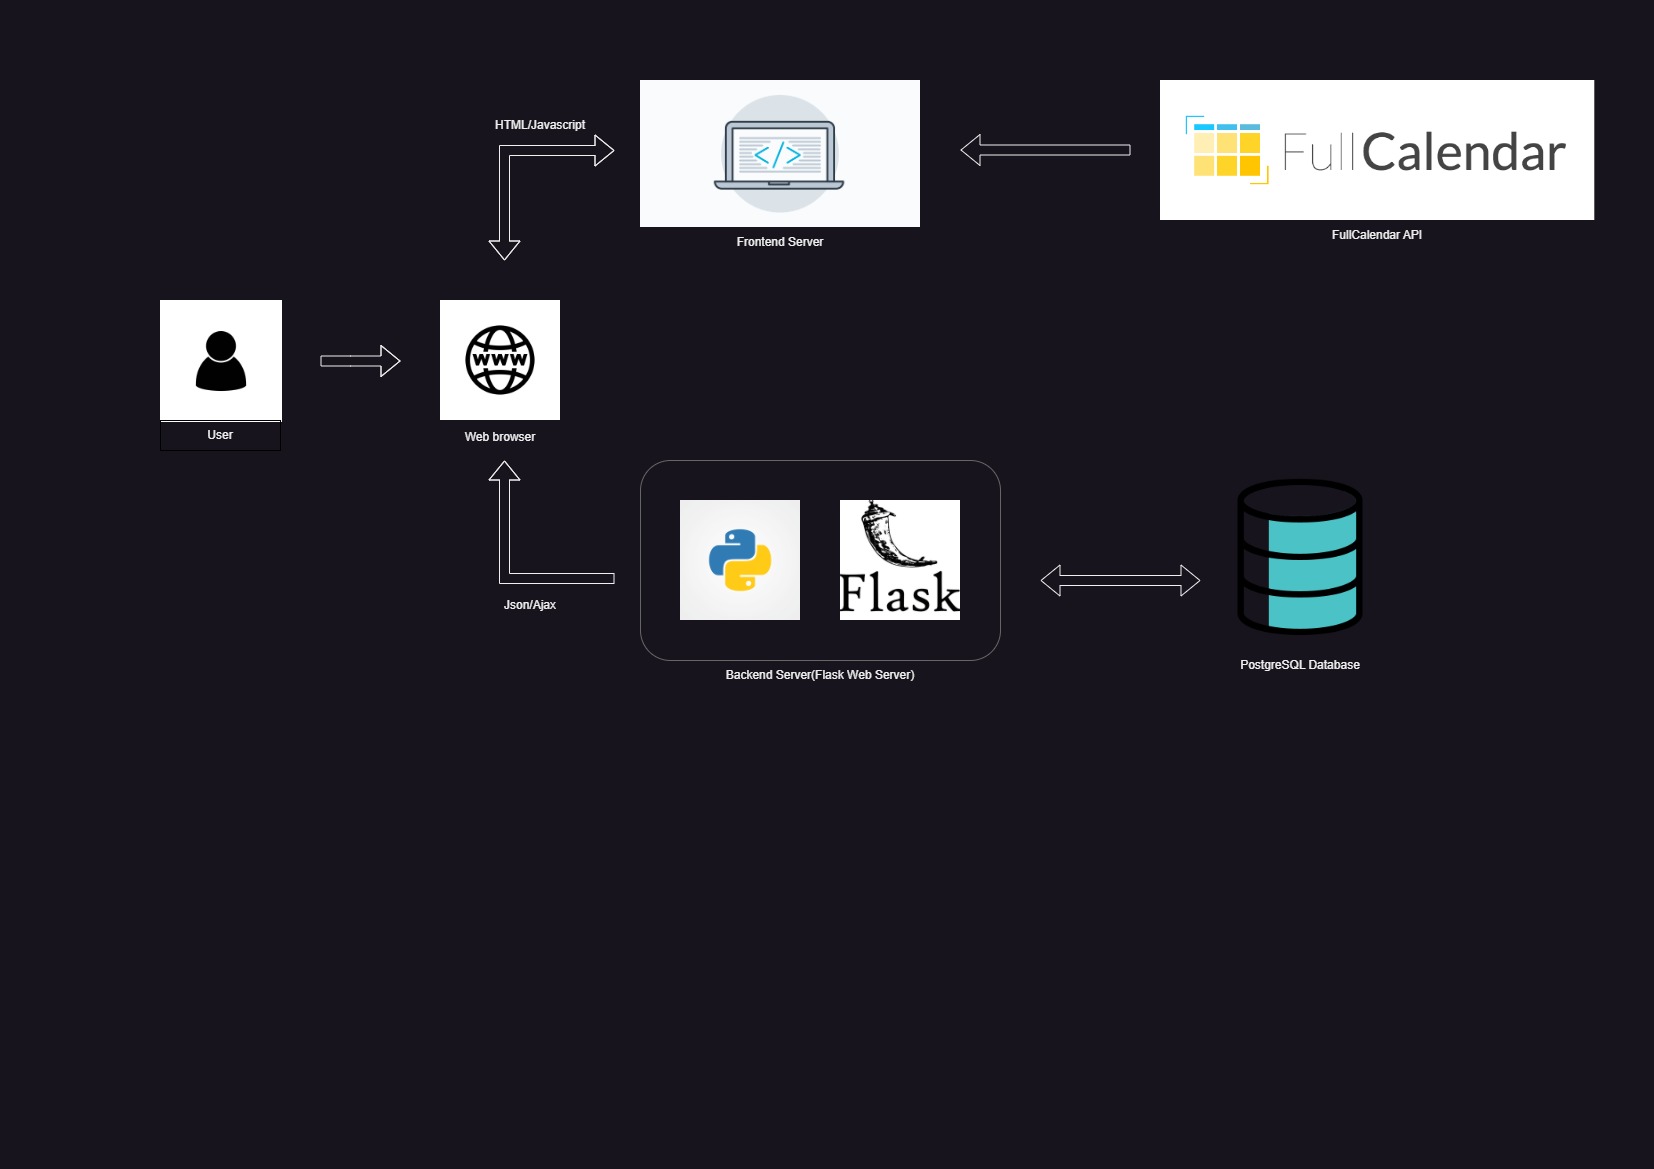 HTML/Javascript
</>
Frontend Server
FullCalendar
FullCalendar API
User
www
Web browser
Json/Ajax
Flask
Backend Server(Flask Web Server)
PostgreSQL Database